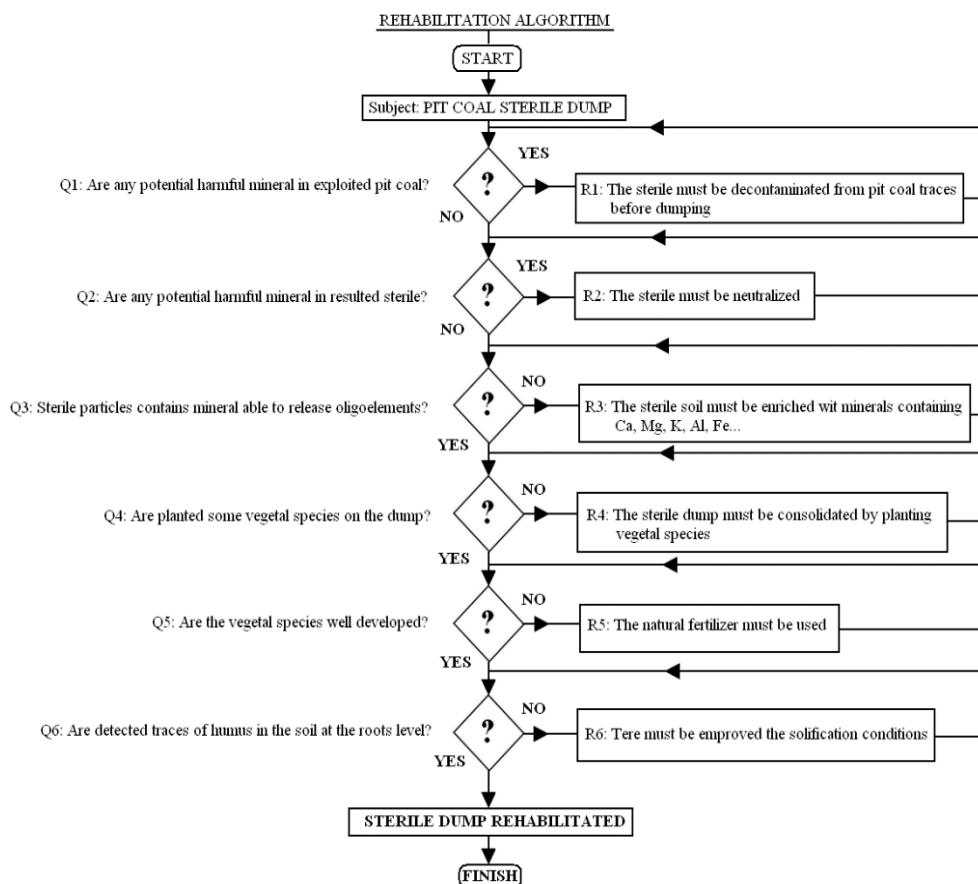 REHABILITATION ALGORITHM
START
Subject: PIT COAL STERILE DUMP
YES
Q1: Are any potential harmful mineral in exploited pit coal?
?
R1: The sterile must be decontaminated from pit coal traces
before dumping
NO
YES
Q2: Are any potential harmful mineral in resulted sterile?
?
R2: The sterile must be neutralized
NO
NO
Q3: Sterile particles contains mineral able to release oligoelements?
?
R3: The sterile soil must be enriched wit minerals containing
Ca, Mg, K, Al, Fe...
YES
NO
Q4: Are planted some vegetal species on the dump?
?
R4: The sterile dump must be consolidated by planting
vegetal species
YES
NO
Q5: Are the vegetal species well developed?
?
R5: The natural fertilizer must be used
YES
NO
Q6: Are detected traces of humus in the soil at the roots level?
?
R6: Tere must be emproved the solification conditions
YES
STERILE DUMP REHABILITATED
FINISH